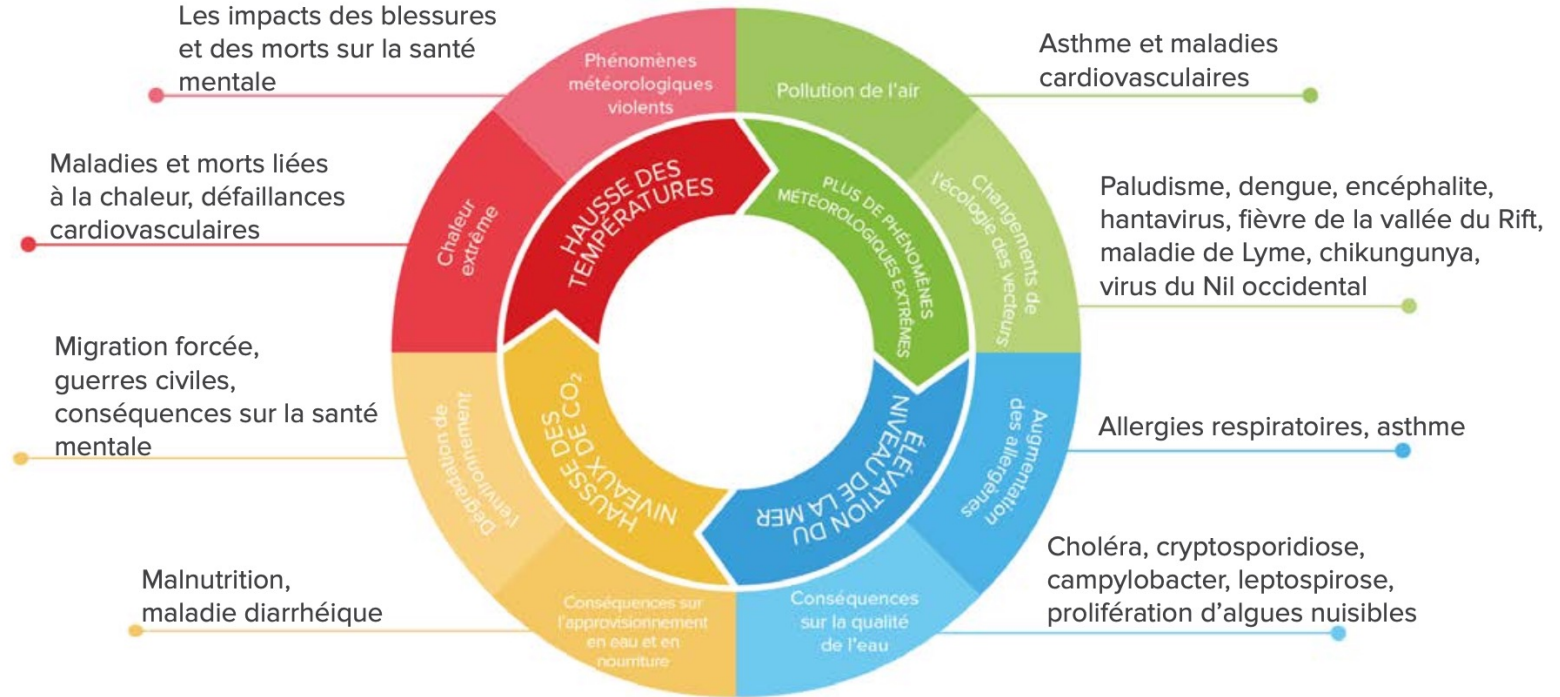 Les impacts des blessures
et des morts sur la santé
mentale
Phénomènes
météorologiques
violents
Pollution de l'air
Asthme et maladies
cardiovasculaires
Maladies et morts liées
à la chaleur, défaillances
cardiovasculaires
Chaleur
extrême
HAUSSE DES
TEMPÉRATURES
PLUS DE PHÉNOMÈNES
MÉTÉOROLOGIQUES EXTRÊMES
Changements de
l'écologie des vecteurs
Paludisme, dengue, encéphalite,
hantavirus, fièvre de la vallée du Rift,
maladie de Lyme, chikungunya,
virus du Nil occidental
Migration forcée,
guerres civiles,
conséquences sur la santé
mentale
Dégradation de
l'environnement
HAUSSE DES
NIVEAUX DE CO₂
ÉLÉVATION DU
NIVEAU DE LA MER
Augmentation
des allergènes
Allergies respiratoires, asthme
Malnutrition,
maladie diarrhéique
Conséquences sur
l'approvisionnement
en eau et en
nourriture
Conséquences
sur la qualité
de l'eau
Choléra, cryptosporidiose,
campylobacter, leptospirose,
prolifération d'algues nuisibles